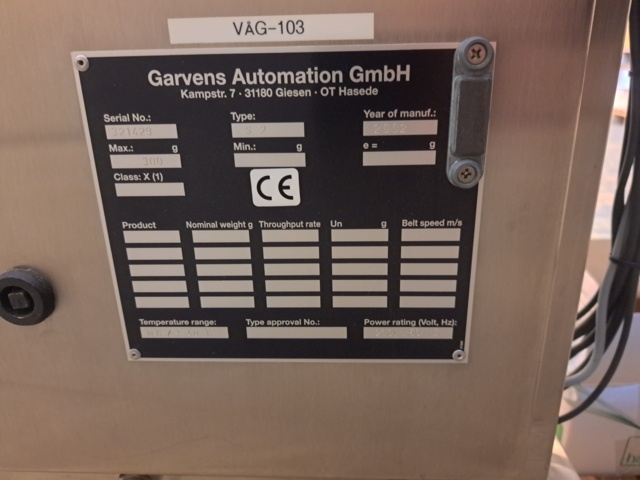 VÅG-103
Garvens Automation GmbH
Kampstr. 7 · 31180 Giesen · OT Hasede
Serial No.: Type: Year of manuf.:
321429
Max.: g Min.: g e = g
300
Class: X (1)
CE
Product Nominal weight g Throughput rate Un g Belt speed m/s
Temperature range: Type approval No.: Power rating (Volt, Hz):